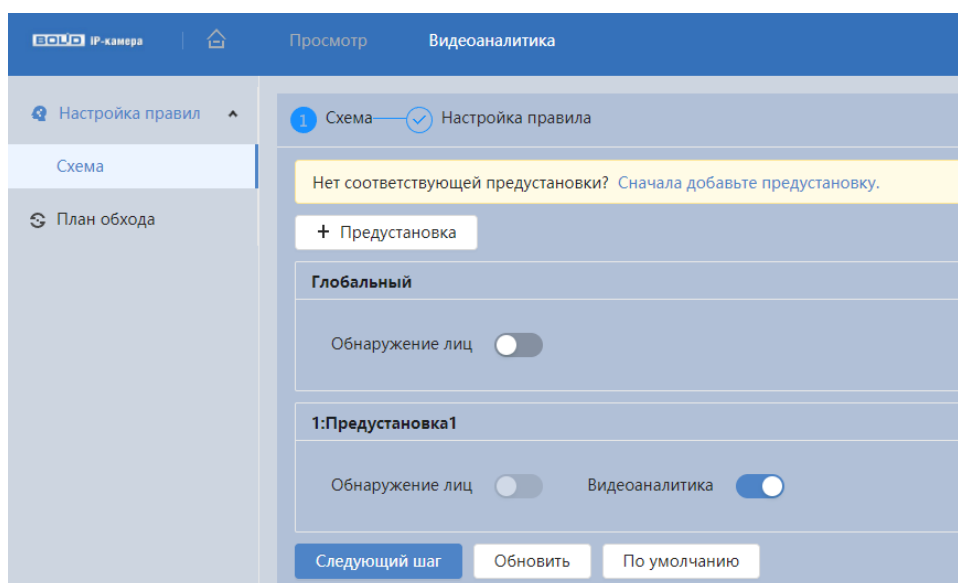 BOLID IP-камера Просмотр Видеоаналитика
Настройка правил
Схема
План обхода
1 Схема Настройка правила
Нет соответствующей предустановки? Сначала добавьте предустановку.
+ Предустановка
Глобальный
Обнаружение лиц
1:Предустановка1
Обнаружение лиц Видеоаналитика
Следующий шаг Обновить По умолчанию